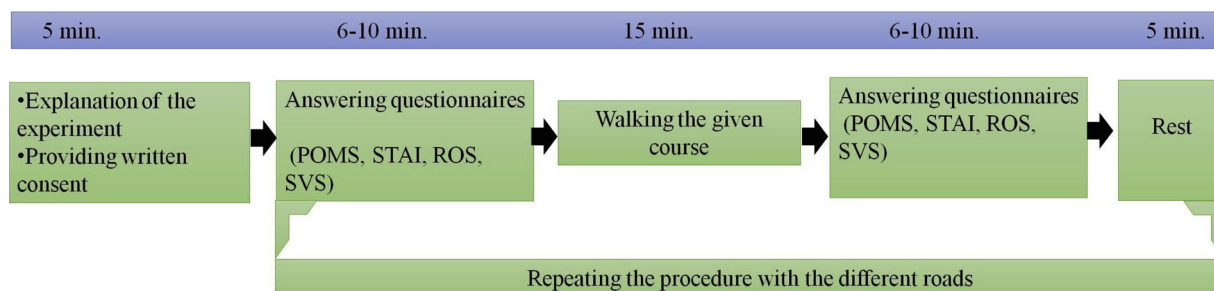 5 min.
6-10 min.
15 min.
6-10 min.
5 min.
•Explanation of the
experiment
•Providing written
consent
Answering questionnaires
(POMS, STAI, ROS,
SVS)
Walking the given
course
Answering questionnaires
(POMS, STAI, ROS,
SVS)
Rest
Repeating the procedure with the different roads